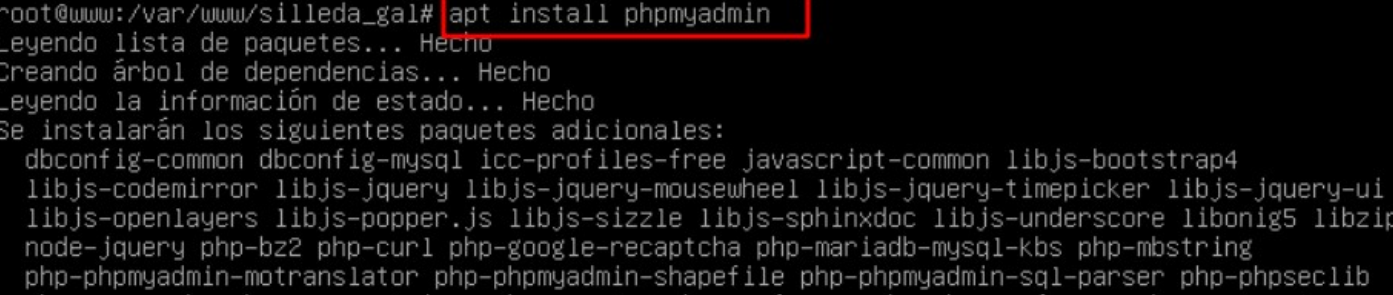 root@www:/var/www/silleda_gal# apt install phpmyadmin
Leyendo lista de paquetes... Hecho
Creando árbol de dependencias... Hecho
Leyendo la información de estado... Hecho
Se instalarán los siguientes paquetes adicionales:
dbconfig-common dbconfig-mysql icc-profiles-free javascript-common libjs-bootstrap4
libjs-codemirror libjs-jquery libjs-jquery-mousewheel libjs-jquery-timepicker libjs-jquery-ui
libjs-openlayers libjs-popper.js libjs-sizzle libjs-sphinxdoc libjs-underscore libonig5 libzip
node-jquery php-bz2 php-curl php-google-recaptcha php-mariadb-mysql-kbs php-mbstring
php-phpmyadmin-motranslator php-phpmyadmin-shapefile php-phpmyadmin-sql-parser php-phpseclib